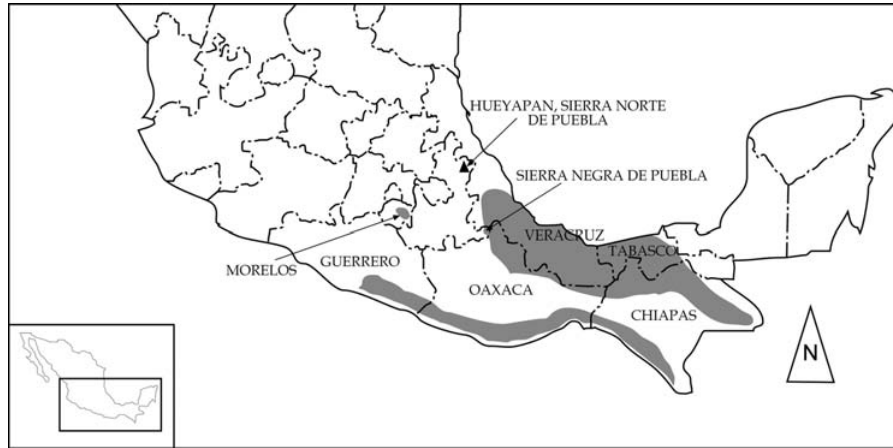 HUEYAPAN, SIERRA NORTE
DE PUEBLA
SIERRA NEGRA DE PUEBLA
VERACRUZ
TABASCO
MORELOS
GUERRERO
OAXACA
CHIAPAS
N